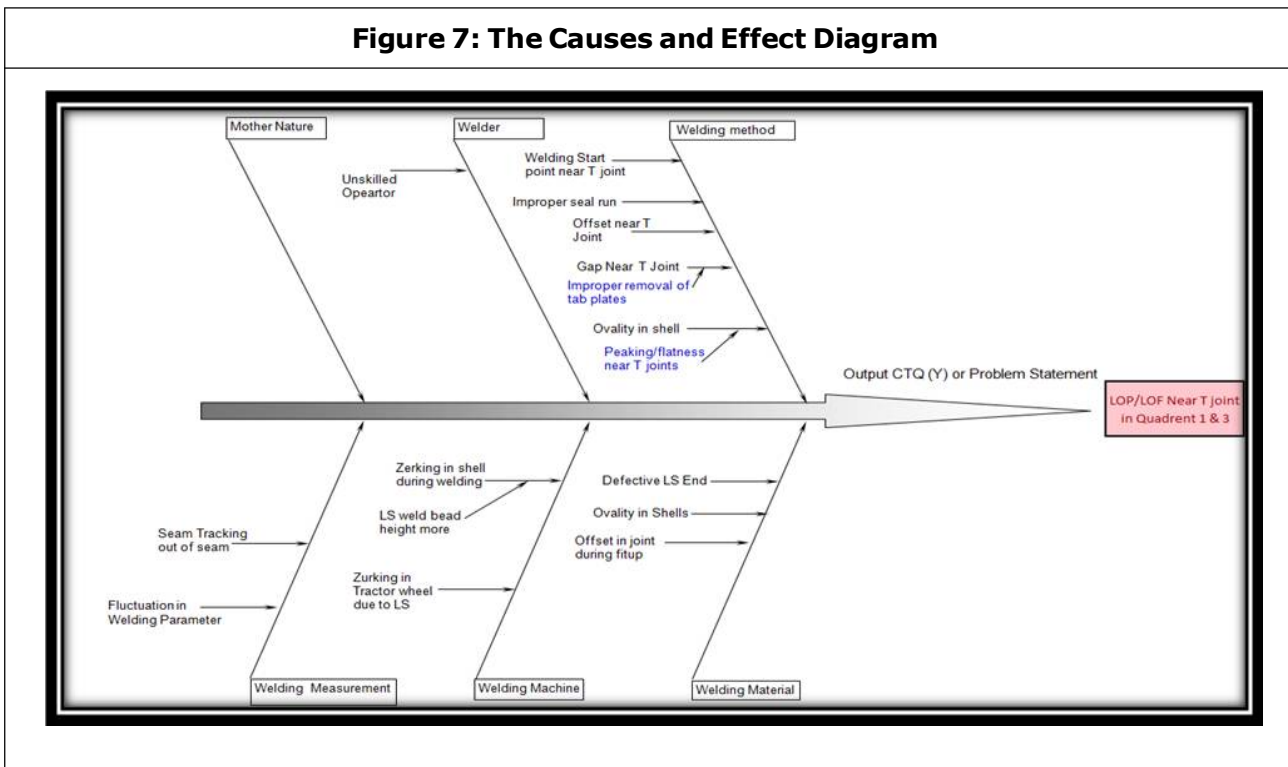 Figure 7: The Causes and Effect Diagram
Mother Nature
Welder
Welding method
Unskilled
Opeartor
Welding Start
point near T joint
Improper seal run
Offset near T
Joint
Gap Near T Joint
Improper removal of
tab plates
Ovality in shell
Peaking/flatness
near T joints
Output CTQ (Y) or Problem Statement
LOP/LOF Near T joint
in Quadrent 1 & 3
Seam Tracking
out of seam
Fluctuation in
Welding Parameter
Zerking in shell
during welding
LS weld bead
height more
Zurking in
Tractor wheel
due to LS
Defective LS End
Ovality in Shells
Offset in joint
during fitup
Welding Measurement
Welding Machine
Welding Material